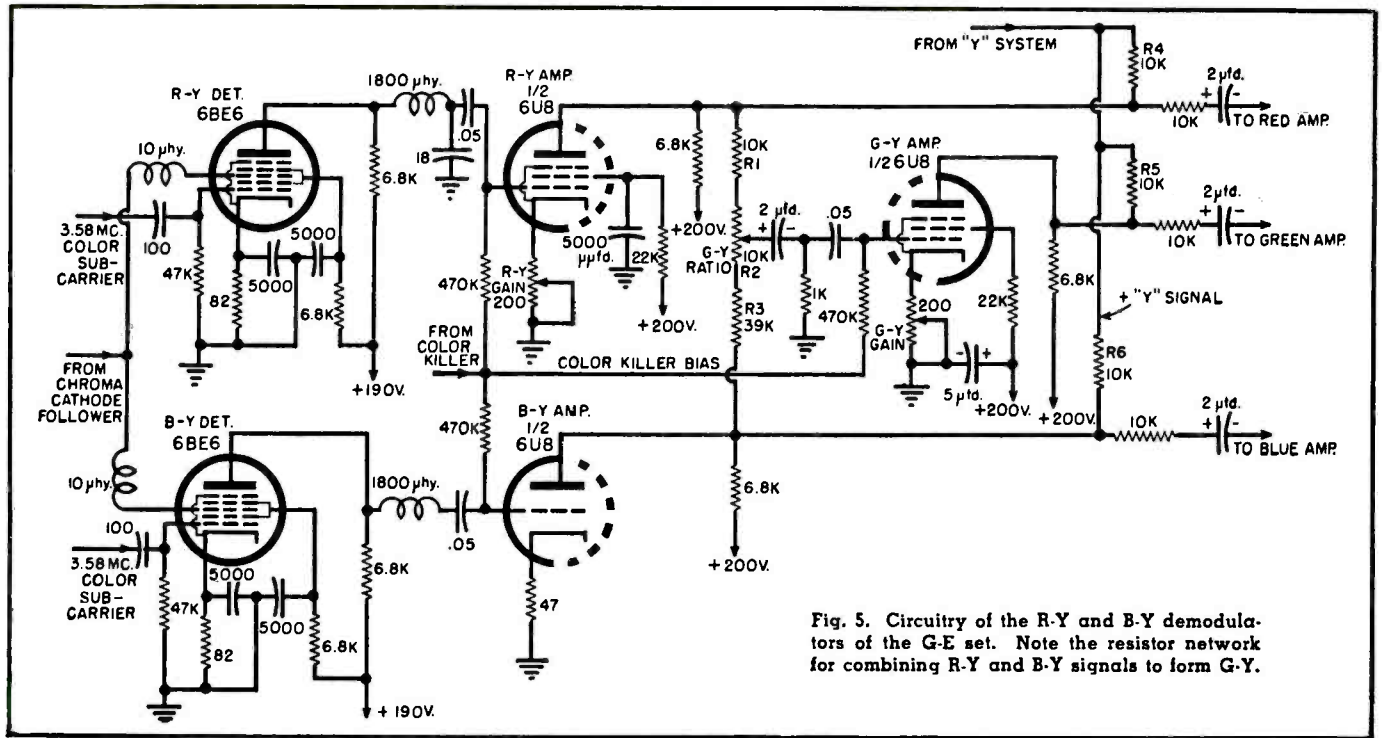 FROM "Y" SYSTEM
R4
10K
2 µfd.
+ -
10K
TO RED AMP.
R-Y DET.
6BE6
1800 µhy.
.05
18
R-Y AMP.
1/2
6U8
10 µhy.
6.8K
6.8K
10K
R1
G-Y AMP.
1/2 6U8
R5
10K
2 µfd.
+ -
10K
TO GREEN AMP.
3.58 MC.
COLOR
SUB-
CARRIER
100
47K
82
5000
5000
6.8K
+190V.
470K
R-Y
GAIN
200
5000
µµfd.
22K
+200V.
+200V.
G-Y
RATIO
10K
R2
R3
39K
2 µfd.
+ -
.05
1K
470K
200
G-Y
GAIN
22K
- +
5 µfd.
+200V.
6.8K
+200V.
+ "Y" SIGNAL
R6
10K
FROM
COLOR
KILLER
COLOR KILLER BIAS
FROM
CHROMA
CATHODE
FOLLOWER
B-Y DET.
6BE6
10 µhy.
470K
B-Y AMP.
1/2
6U8
10K
2 µfd.
+ -
TO BLUE AMP.
1800 µhy.
.05
6.8K
+200V.
100
3.58 MC.
COLOR
SUB-
CARRIER
47K
82
5000
5000
6.8K
6.8K
+190V.
47
Fig. 5. Circuitry of the R-Y and B-Y demodula-
tors of the G-E set. Note the resistor network
for combining R-Y and B-Y signals to form G-Y.